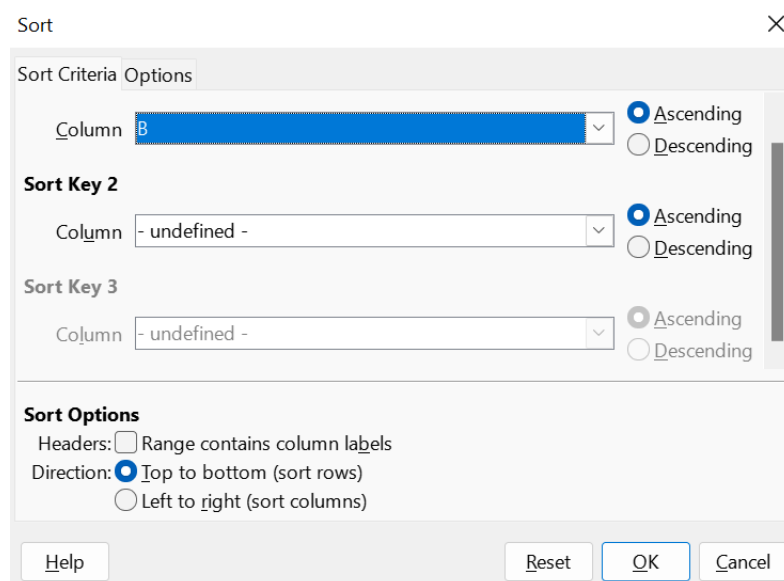 Sort
Sort Criteria Options
Column B Ascending
Descending
Sort Key 2
Column - undefined - Ascending
Descending
Sort Key 3
Column - undefined - Ascending
Descending
Sort Options
Headers: Range contains column labels
Direction: Top to bottom (sort rows)
Left to right (sort columns)
Help Reset OK Cancel